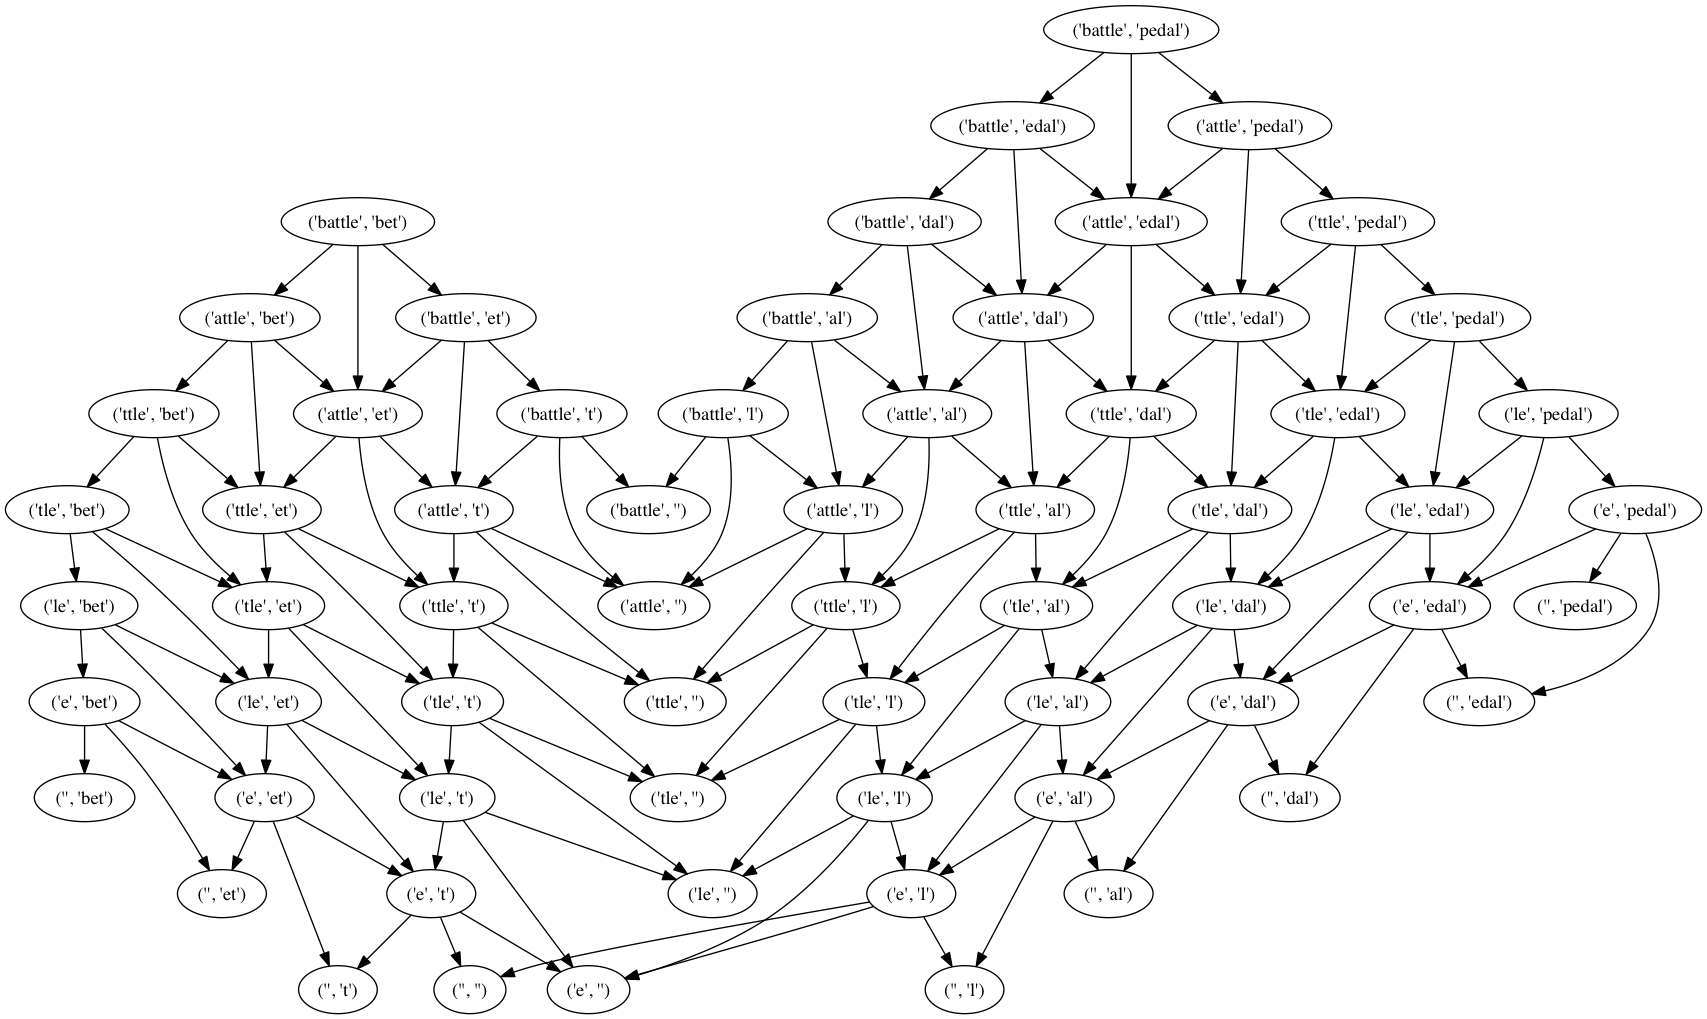 ('battle', 'pedal')
('battle', 'edal')
('attle', 'pedal')
('battle', 'bet')
('battle', 'dal')
('attle', 'edal')
('ttle', 'pedal')
('attle', 'bet')
('battle', 'et')
('battle', 'al')
('attle', 'dal')
('ttle', 'edal')
('tle', 'pedal')
('ttle', 'bet')
('attle', 'et')
('battle', 't')
('battle', 'l')
('attle', 'al')
('ttle', 'dal')
('tle', 'edal')
('le', 'pedal')
('tle', 'bet')
('ttle', 'et')
('attle', 't')
('battle', '')
('attle', 'l')
('ttle', 'al')
('tle', 'dal')
('le', 'edal')
('e', 'pedal')
('le', 'bet')
('tle', 'et')
('ttle', 't')
('attle', '')
('ttle', 'l')
('tle', 'al')
('le', 'dal')
('e', 'edal')
('', 'pedal')
('e', 'bet')
('le', 'et')
('tle', 't')
('ttle', '')
('tle', 'l')
('le', 'al')
('e', 'dal')
('', 'edal')
('', 'bet')
('e', 'et')
('le', 't')
('tle', '')
('le', 'l')
('e', 'al')
('', 'dal')
('', 'et')
('e', 't')
('le', '')
('e', 'l')
('', 'al')
('', 't')
('', '')
('e', '')
('', 'l')